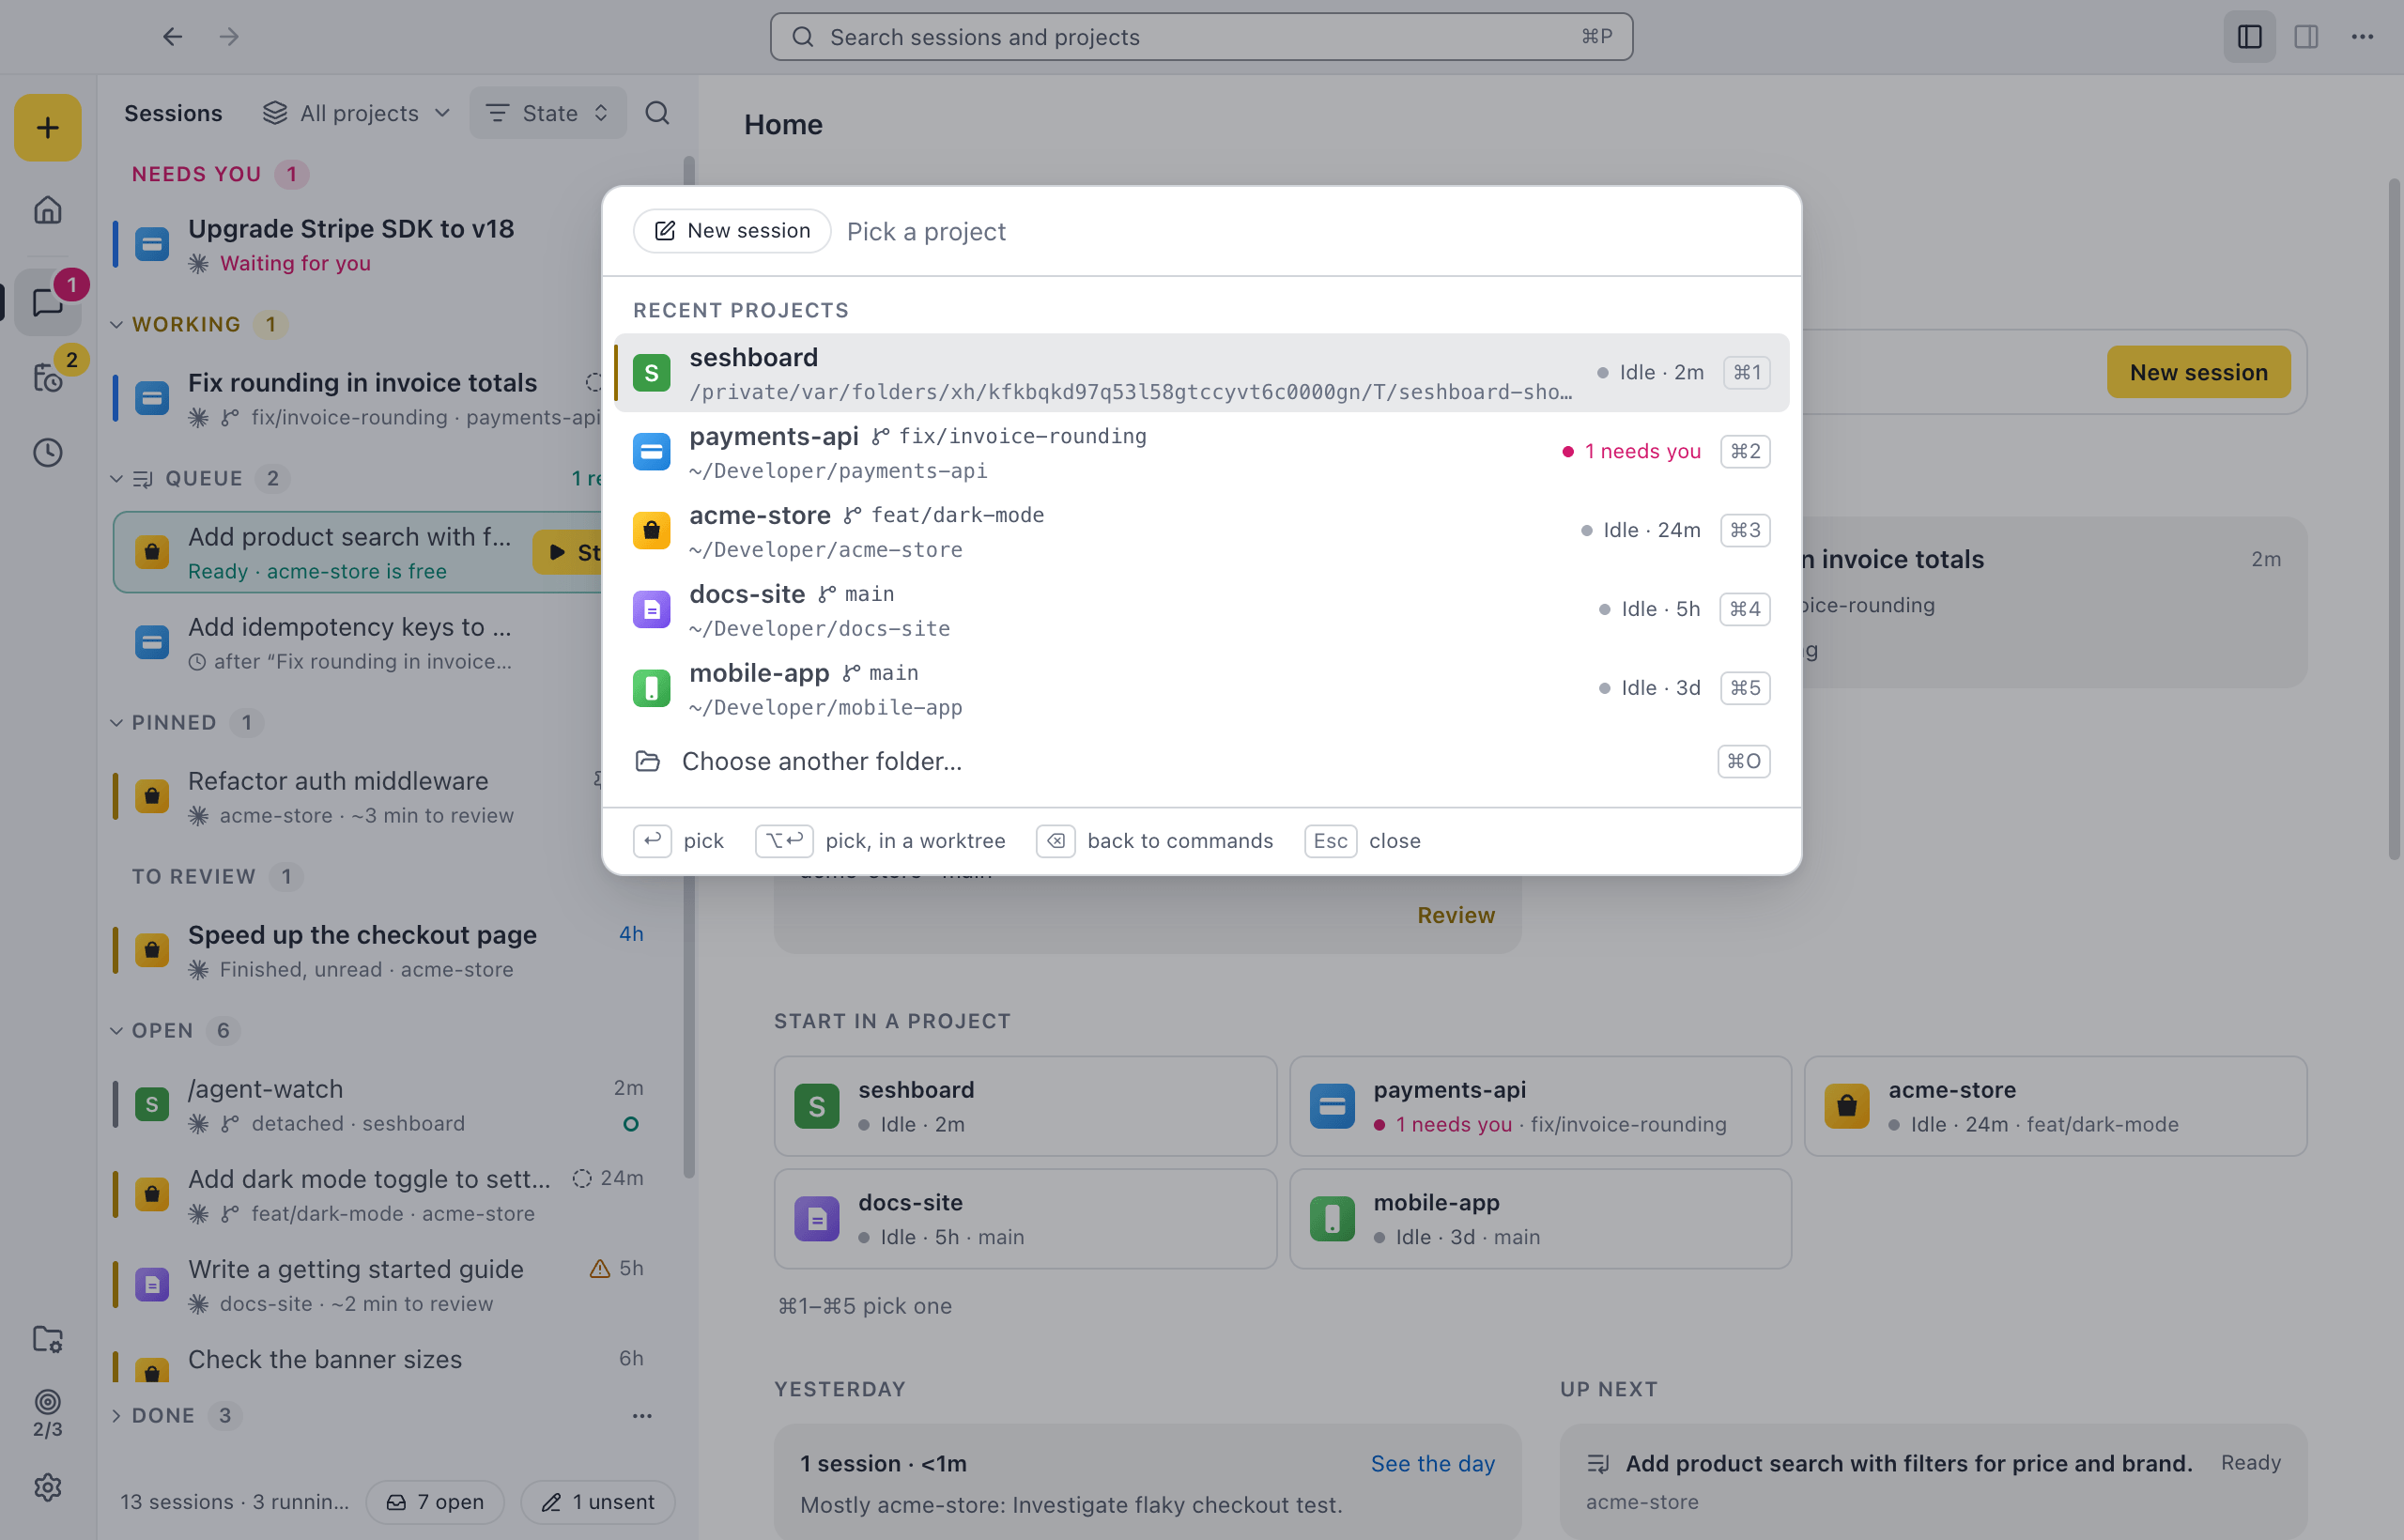 Search sessions and projects
⌘P
Sessions
All projects
State
Home
NEEDS YOU 1
Upgrade Stripe SDK to v18
Waiting for you
1
WORKING 1
Fix rounding in invoice totals
fix/invoice-rounding · payments-api
2
QUEUE 2
Add product search with f...
Ready · acme-store is free
Add idempotency keys to ...
after “Fix rounding in invoice...
PINNED 1
Refactor auth middleware
acme-store · ~3 min to review
TO REVIEW 1
Speed up the checkout page
4h
Finished, unread · acme-store
OPEN 6
/agent-watch
2m
detached · seshboard
Add dark mode toggle to sett...
24m
feat/dark-mode · acme-store
Write a getting started guide
5h
docs-site · ~2 min to review
Check the banner sizes
6h
DONE 3
2/3
13 sessions · 3 runnin...
7 open
1 unsent
New session
Pick a project
RECENT PROJECTS
S
seshboard
/private/var/folders/xh/kfkbqkd97q53l58gtccyvt6c0000gn/T/seshboard-sho…
Idle · 2m
⌘1
payments-api
fix/invoice-rounding
~/Developer/payments-api
1 needs you
⌘2
acme-store
feat/dark-mode
~/Developer/acme-store
Idle · 24m
⌘3
docs-site
main
~/Developer/docs-site
Idle · 5h
⌘4
mobile-app
main
~/Developer/mobile-app
Idle · 3d
⌘5
Choose another folder...
⌘O
pick
pick, in a worktree
back to commands
Esc
close
New session
invoice totals
2m
Review
START IN A PROJECT
S
seshboard
Idle · 2m
payments-api
1 needs you · fix/invoice-rounding
acme-store
Idle · 24m · feat/dark-mode
docs-site
Idle · 5h · main
mobile-app
Idle · 3d · main
⌘1–⌘5 pick one
YESTERDAY
1 session · <1m
See the day
Mostly acme-store: Investigate flaky checkout test.
UP NEXT
Add product search with filters for price and brand.
Ready
acme-store